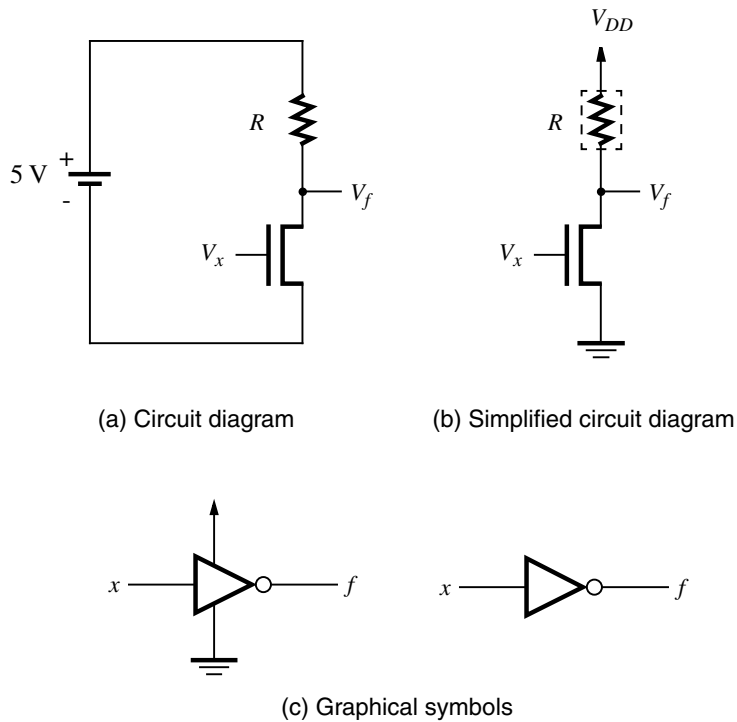 V_DD
R
R
5 V
+
-
V_f
V_f
V_x
V_x
(a) Circuit diagram
(b) Simplified circuit diagram
x
f
x
f
(c) Graphical symbols